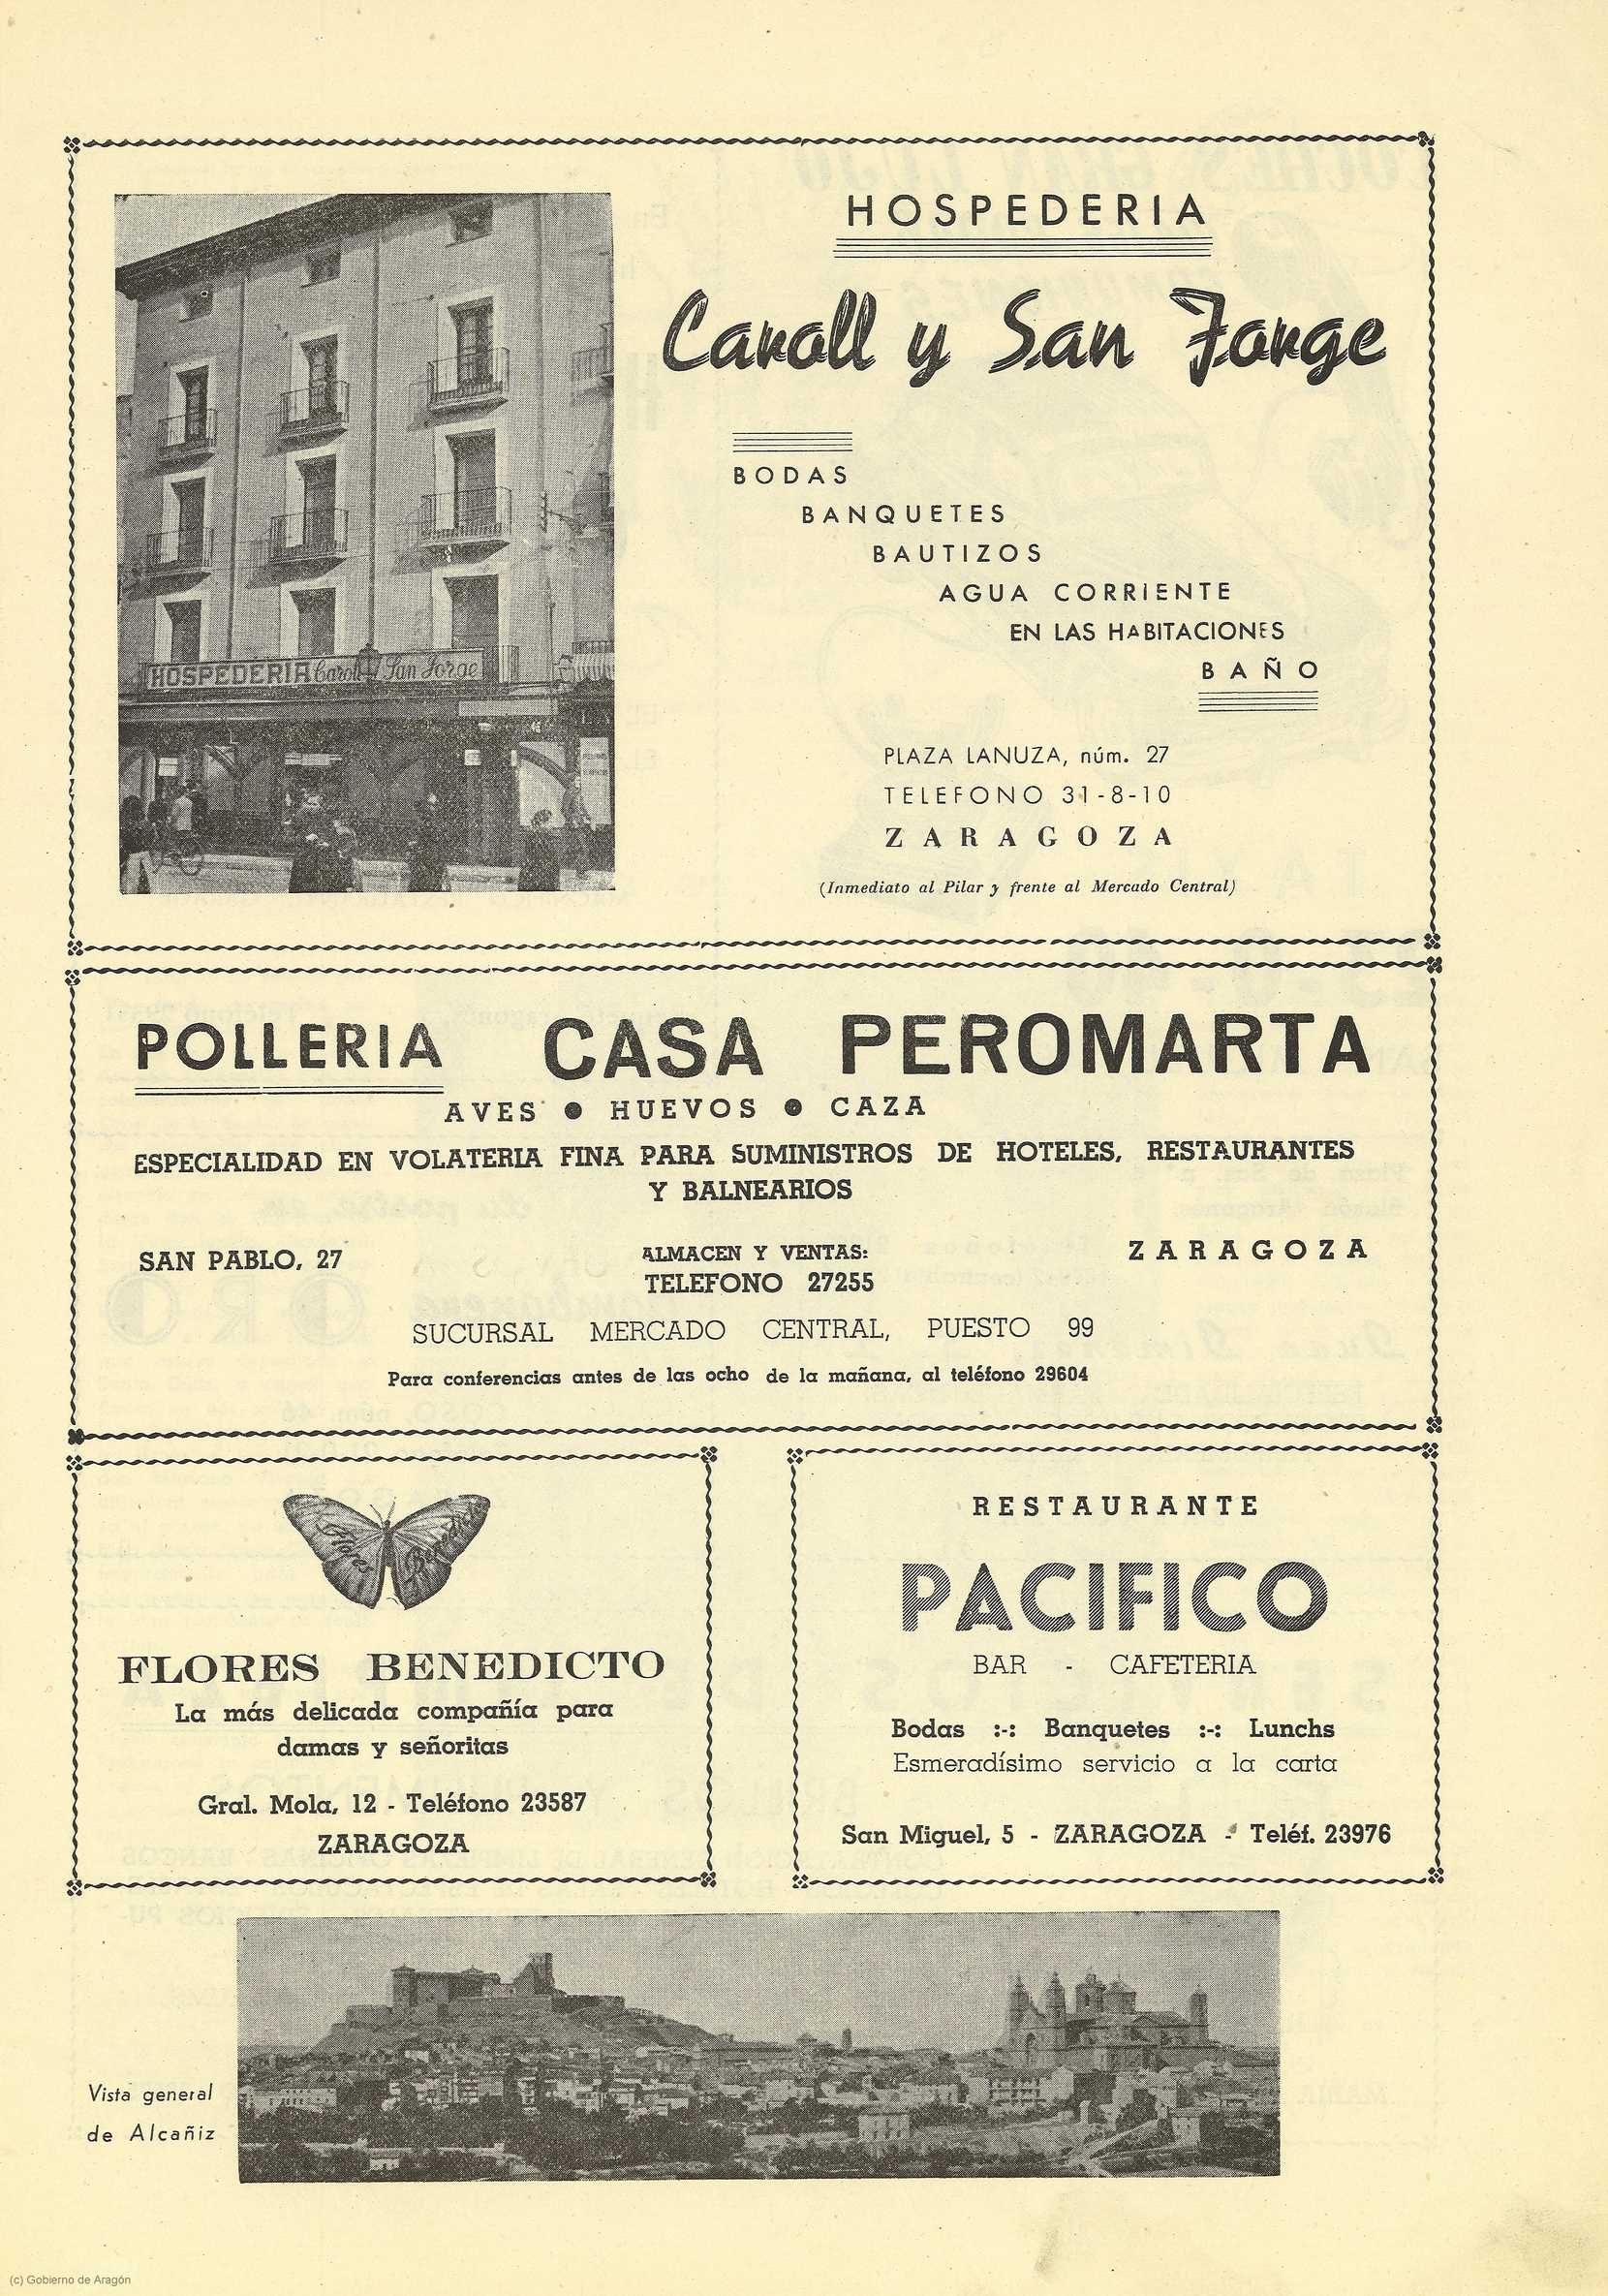 HOSPEDERIA
Caroll y San Jorge
BODAS
BANQUETES
BAUTIZOS
AGUA CORRIENTE
EN LAS HABITACIONES
BAÑO
PLAZA LANUZA, núm. 27
TELEFONO 31-8-10
ZARAGOZA
(Inmediato al Pilar y frente al Mercado Central)
HOSPEDERIA Caroll y San Jorge
POLLERIA CASA PEROMARTA
AVES • HUEVOS • CAZA
ESPECIALIDAD EN VOLATERIA FINA PARA SUMINISTROS DE HOTELES, RESTAURANTES
Y BALNEARIOS
SAN PABLO, 27
ALMACEN Y VENTAS:
TELEFONO 27255
ZARAGOZA
SUCURSAL MERCADO CENTRAL, PUESTO 99
Para conferencias antes de las ocho de la mañana, al teléfono 29604
Flores Benedicto
FLORES BENEDICTO
La más delicada compañía para
damas y señoritas
Gral. Mola, 12 - Teléfono 23587
ZARAGOZA
RESTAURANTE
PACIFICO
BAR - CAFETERIA
Bodas :-: Banquetes :-: Lunchs
Esmeradísimo servicio a la carta
San Miguel, 5 - ZARAGOZA - Teléf. 23976
Vista general
de Alcañiz
(c) Gobierno de Aragón